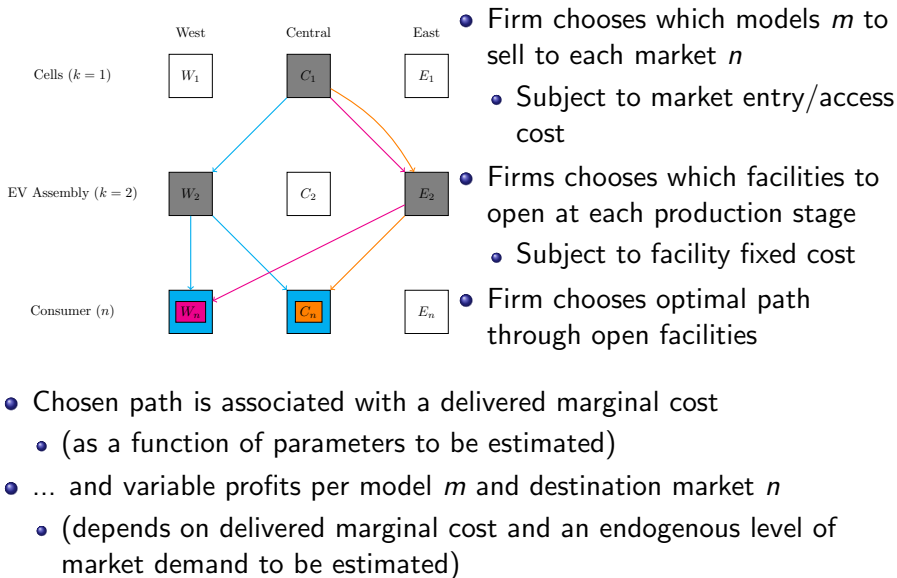 West Central East
Cells (k = 1) W1 C1 E1
EV Assembly (k = 2) W2 C2 E2
Consumer (n) Wn Cn En
Firm chooses which models m to
sell to each market n
Subject to market entry/access
cost
Firms chooses which facilities to
open at each production stage
Subject to facility fixed cost
Firm chooses optimal path
through open facilities
Chosen path is associated with a delivered marginal cost
(as a function of parameters to be estimated)
... and variable profits per model m and destination market n
(depends on delivered marginal cost and an endogenous level of
market demand to be estimated)